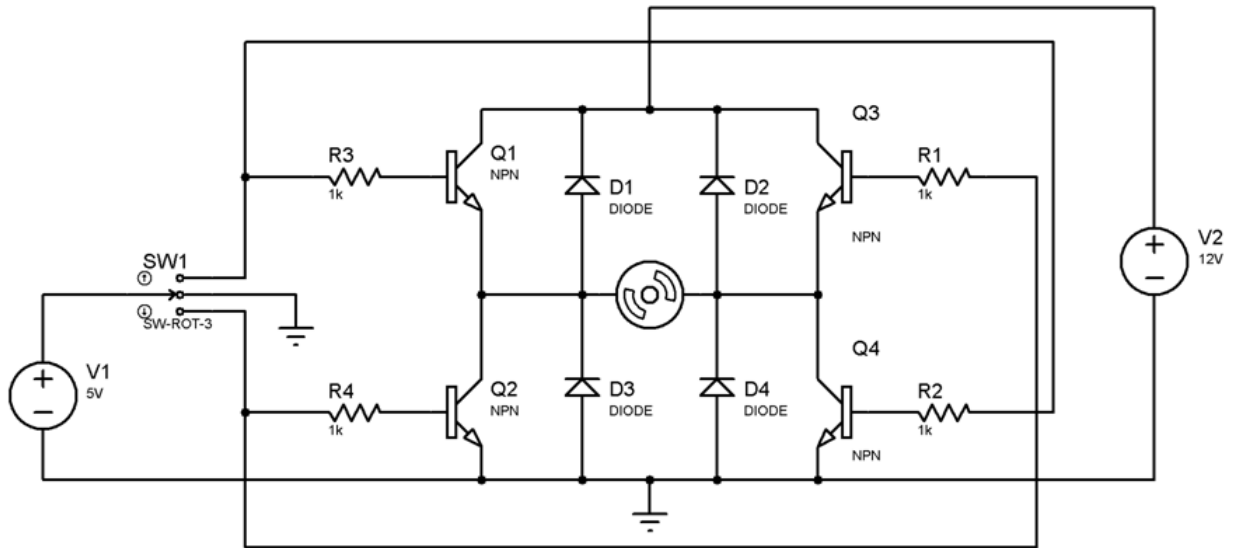 Q3
R3
1k
Q1
NPN
D1
DIODE
D2
DIODE
R1
1k
NPN
V2
12V
SW1
SW-ROT-3
V1
5V
Q4
R4
1k
Q2
NPN
D3
DIODE
D4
DIODE
R2
1k
NPN